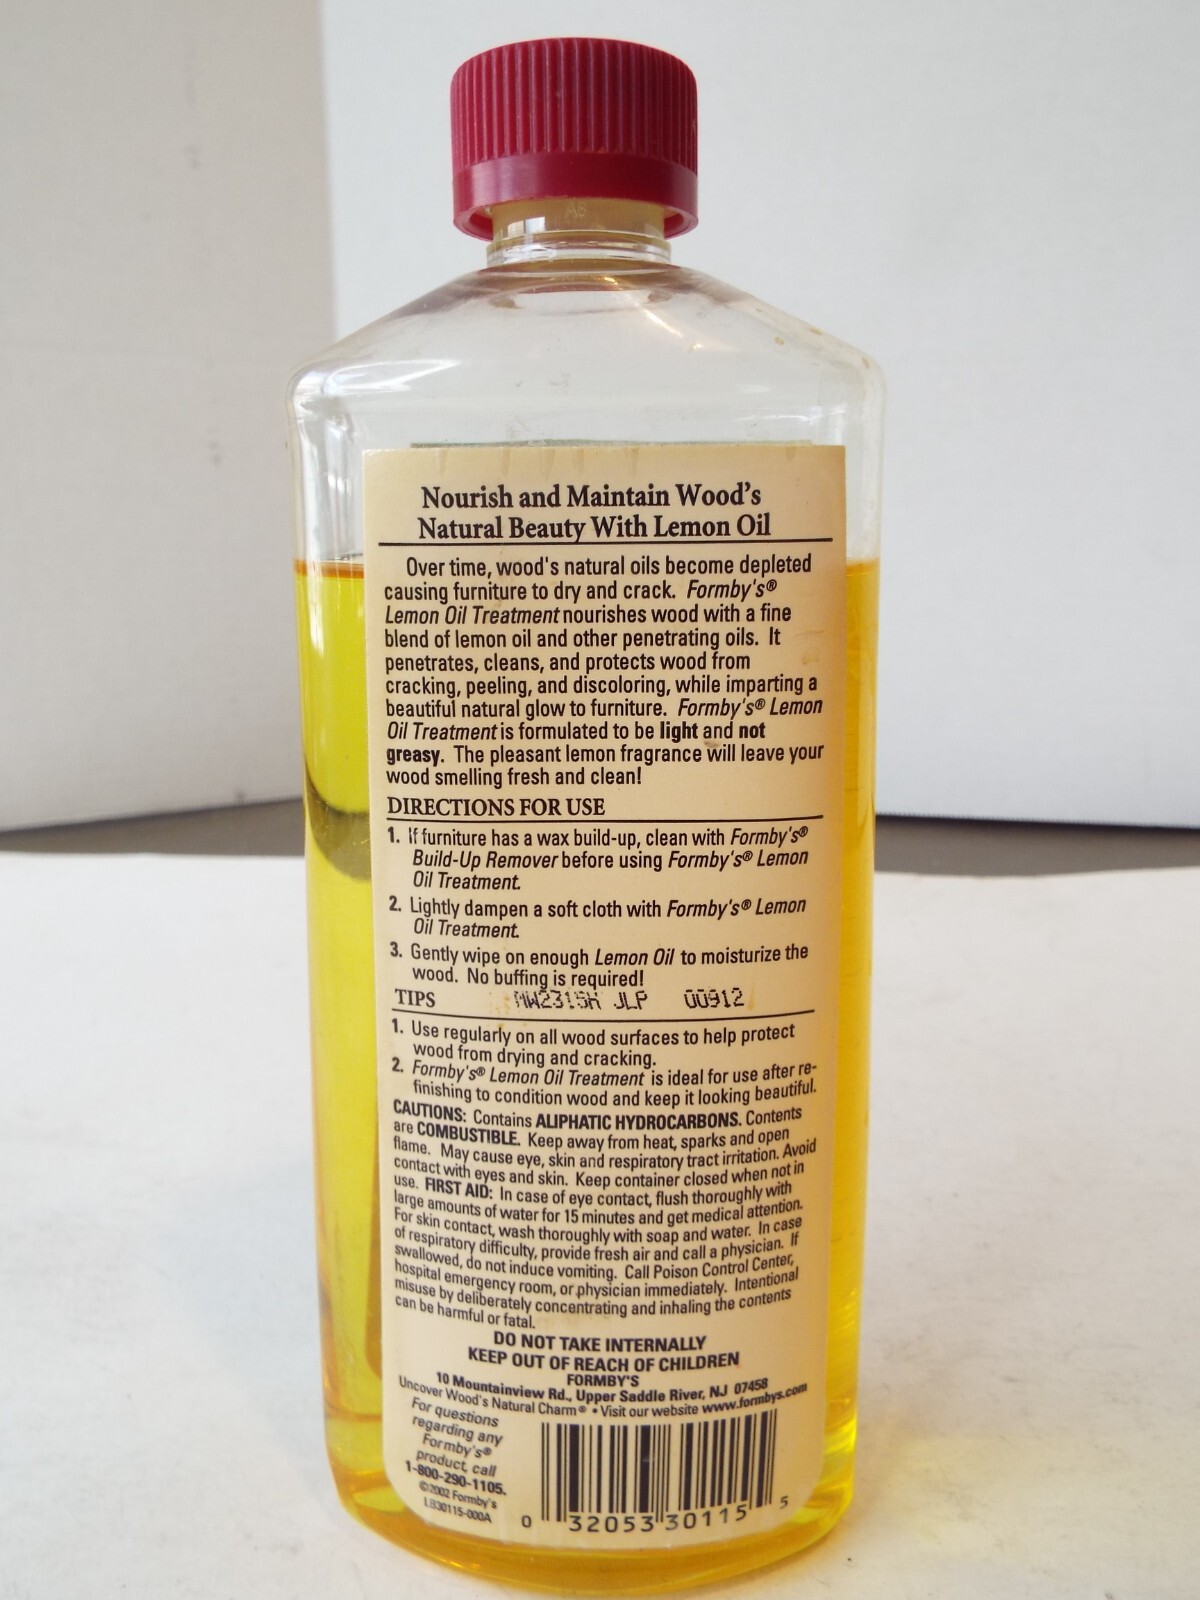 Nourish and Maintain Wood's
Natural Beauty With Lemon Oil
Over time, wood's natural oils become depleted
causing furniture to dry and crack. Formby's®
Lemon Oil Treatment nourishes wood with a fine
blend of lemon oil and other penetrating oils. It
penetrates, cleans, and protects wood from
cracking, peeling, and discoloring, while imparting a
beautiful natural glow to furniture. Formby's® Lemon
Oil Treatment is formulated to be light and not
greasy. The pleasant lemon fragrance will leave your
wood smelling fresh and clean!
DIRECTIONS FOR USE
1. If furniture has a wax build-up, clean with Formby's®
Build-Up Remover before using Formby's® Lemon
Oil Treatment.
2. Lightly dampen a soft cloth with Formby's® Lemon
Oil Treatment.
3. Gently wipe on enough Lemon Oil to moisturize the
wood. No buffing is required!
TIPS JLP 00912
1. Use regularly on all wood surfaces to help protect
wood from drying and cracking.
2. Formby's® Lemon Oil Treatment is ideal for use after re-
finishing to condition wood and keep it looking beautiful.
CAUTIONS: Contains ALIPHATIC HYDROCARBONS. Contents
are COMBUSTIBLE. Keep away from heat, sparks and open
flame. May cause eye, skin and respiratory tract irritation. Avoid
contact with eyes and skin. Keep container closed when not in
use. FIRST AID: In case of eye contact, flush thoroughly with
large amounts of water for 15 minutes and get medical attention.
For skin contact, wash thoroughly with soap and water. In case
of respiratory difficulty, provide fresh air and call a physician. If
swallowed, do not induce vomiting. Call Poison Control Center,
hospital emergency room, or physician immediately. Intentional
misuse by deliberately concentrating and inhaling the contents
can be harmful or fatal.
DO NOT TAKE INTERNALLY
KEEP OUT OF REACH OF CHILDREN
FORMBY'S
10 Mountainview Rd., Upper Saddle River, NJ 07458
Uncover Wood's Natural Charm® • Visit our website www.formbys.com
For questions
regarding any
Formby's®
product, call
1-800-290-1105.
©2002 Formby's
LB30115-000A
0 32053 30115 5